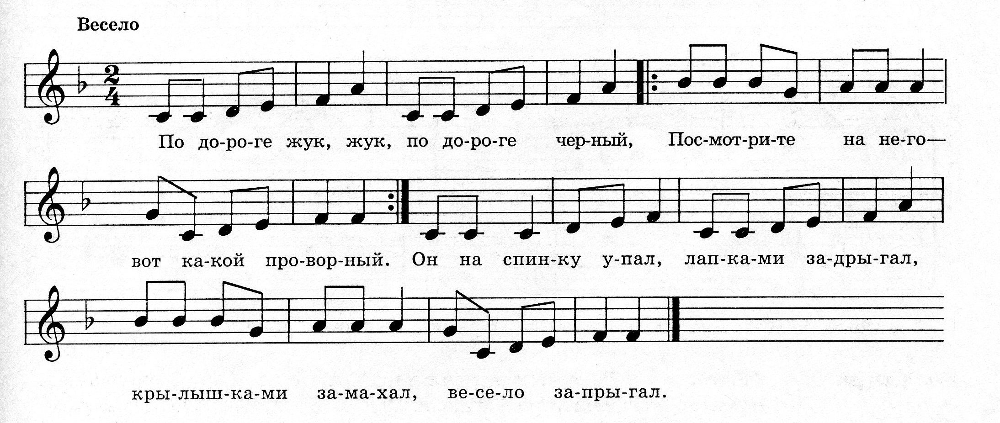 Весело
2
4
По до-ро-ге жук, жук, по до-ро-ге чер-ный, Пос-мот-ри-те на не-го—
вот ка-кой про-вор-ный. Он на спин-ку у-пал, лап-ка-ми за-дры-гал,
кры-лыш-ка-ми за-ма-хал, ве-се-ло за-пры-гал.